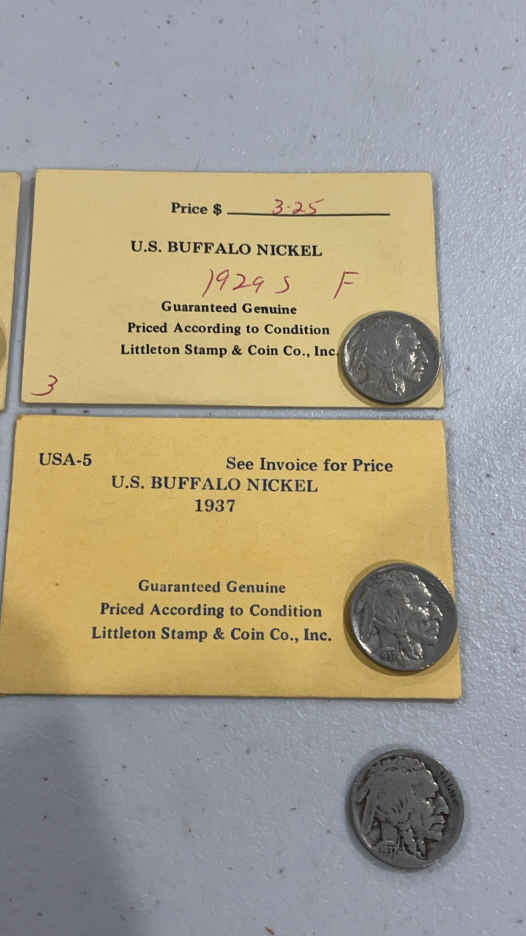 Price $ 3.25
U.S. BUFFALO NICKEL
1929 S F
Guaranteed Genuine
Priced According to Condition
Littleton Stamp & Coin Co., Inc.
3
USA-5 See Invoice for Price
U.S. BUFFALO NICKEL
1937
Guaranteed Genuine
Priced According to Condition
Littleton Stamp & Coin Co., Inc.
1937
1937